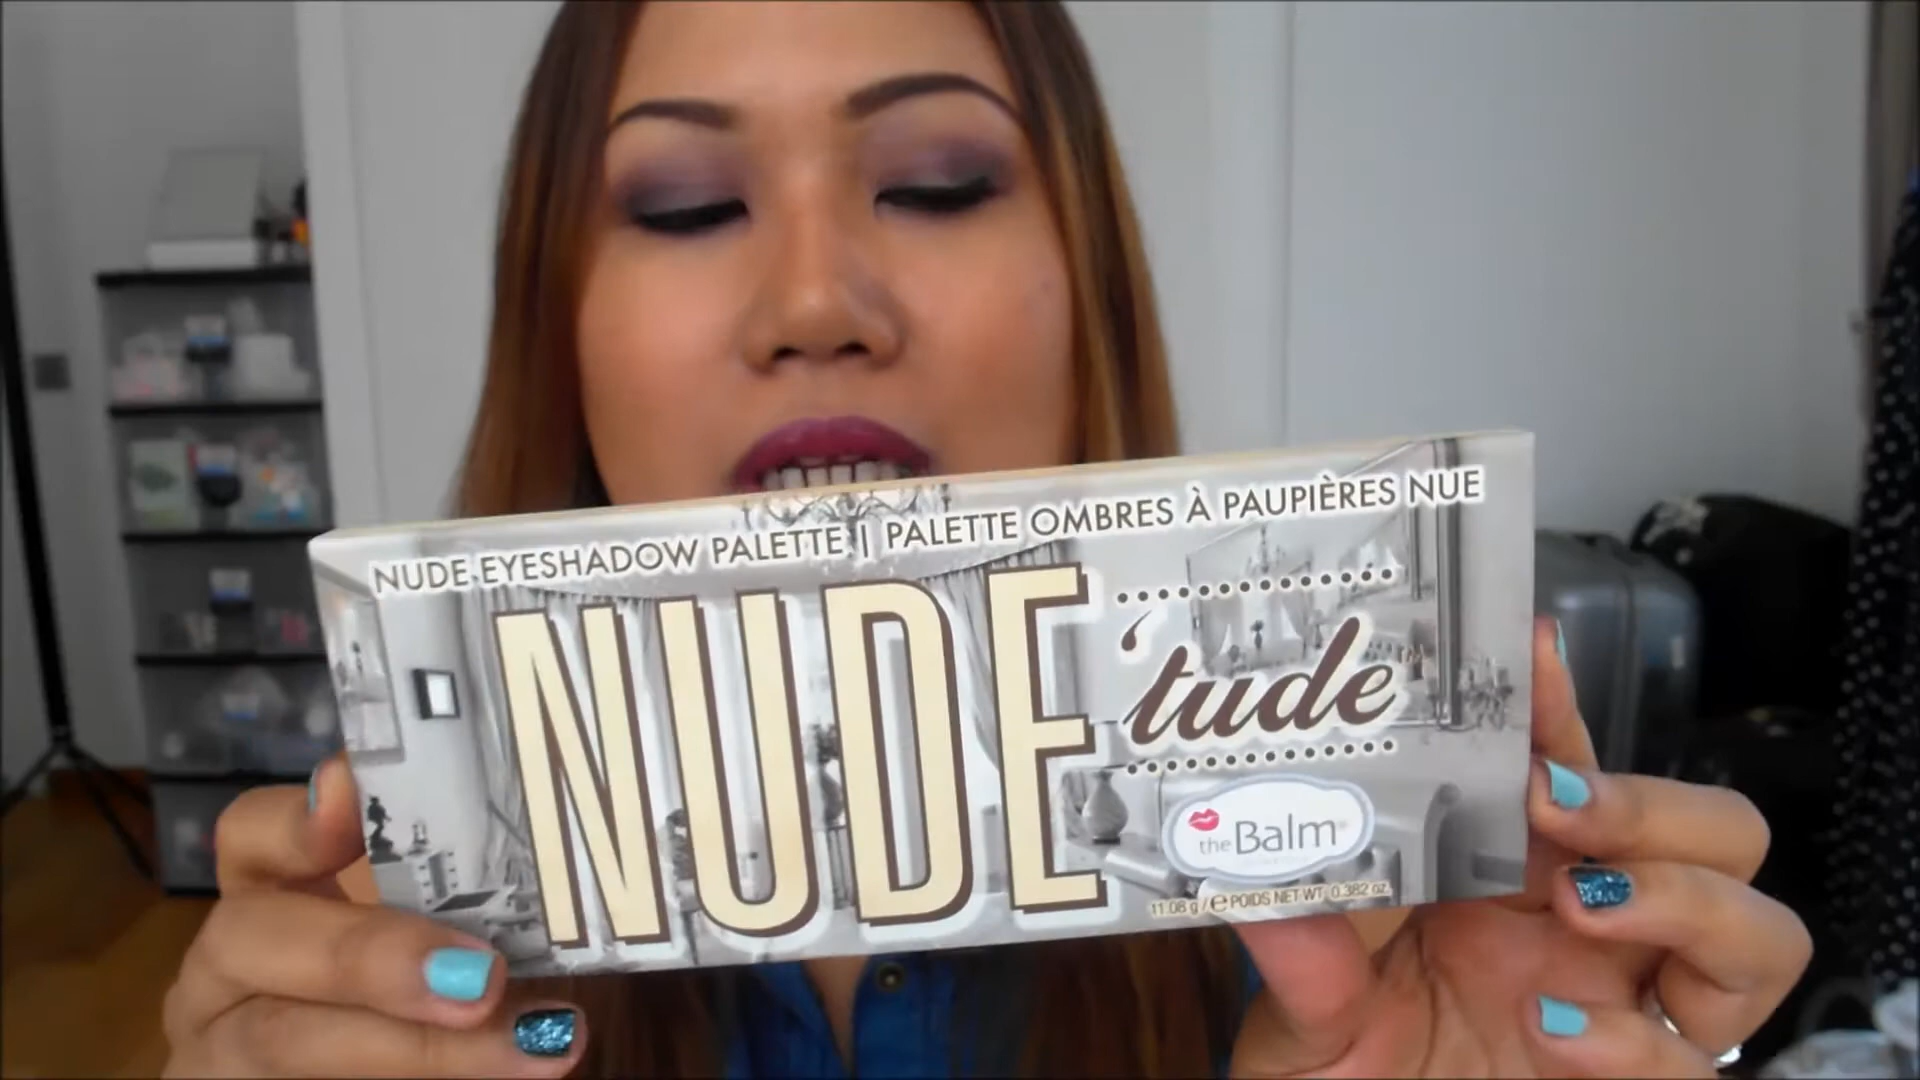 NUDE EYESHADOW PALETTE | PALETTE OMBRES À PAUPIÈRES NUE
NUDE 'tude
theBalm
11.08 g / ℮ POIDS NET WT. 0.382 oz.